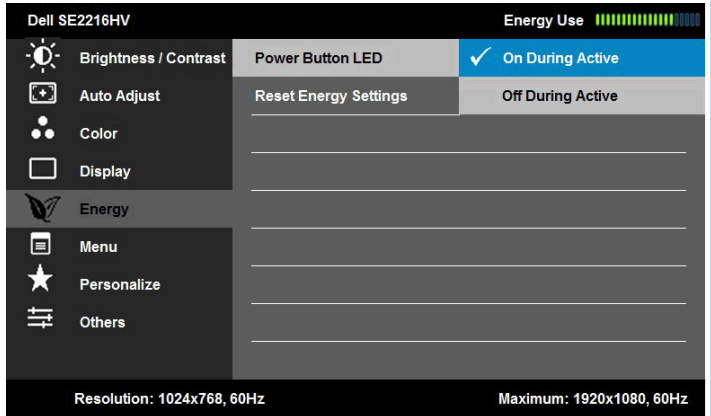 Dell SE2216HV Energy Use
Brightness / Contrast Power Button LED On During Active
Auto Adjust Reset Energy Settings Off During Active
Color
Display
Energy
Menu
Personalize
Others
Resolution: 1024x768, 60Hz Maximum: 1920x1080, 60Hz